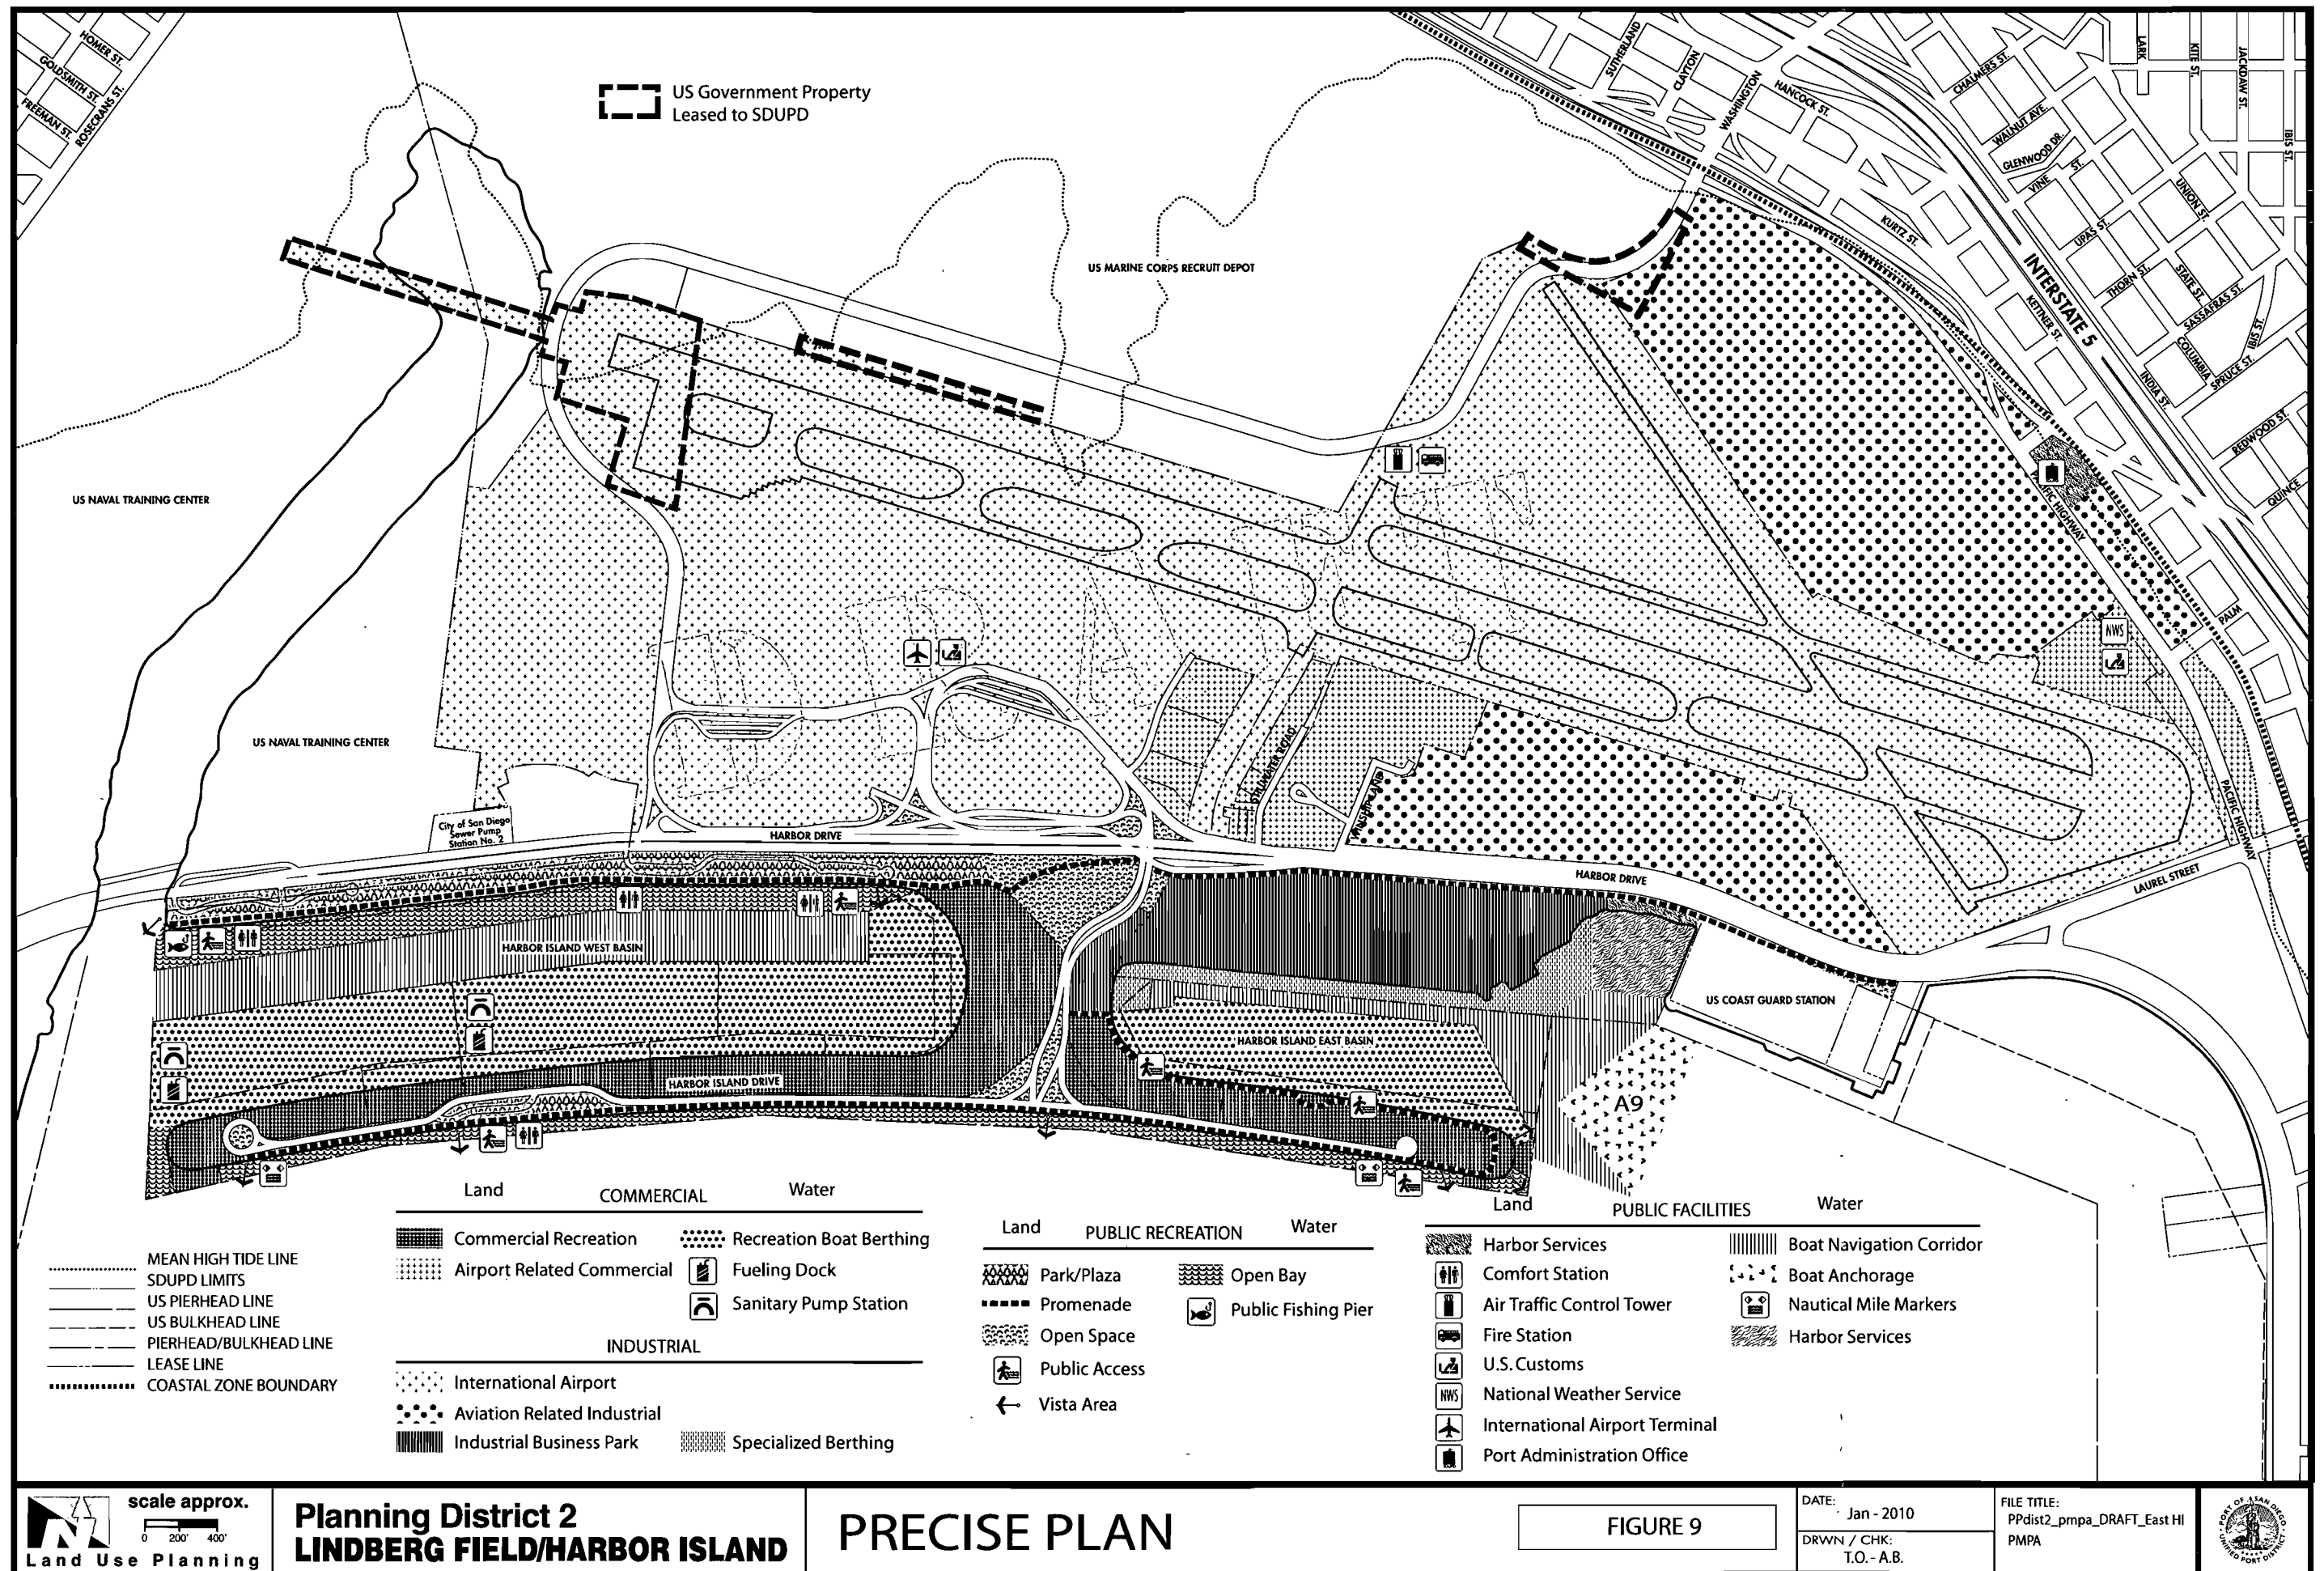 HOMER ST.
GOLDSMITH ST.
FREEMAN ST.
ROSECRANS ST.
US Government Property
Leased to SDUPD
SUTHERLAND
CLAYTON
WASHINGTON
HANCOCK ST.
CHALMERS ST.
WALNUT AVE.
GLENWOOD DR.
VINE ST.
LARK
KITE ST.
JACKDAW ST.
IBIS ST.
UNION ST.
UPAS ST.
KURTZ ST.
THORN ST.
STATE ST.
SASSAFRAS ST.
IBIS ST.
INTERSTATE 5
KETTNER ST.
COLUMBIA
SPRUCE ST.
INDIA ST.
REDWOOD ST.
QUINCE
PALM
US MARINE CORPS RECRUIT DEPOT
PACIFIC HIGHWAY
NWS
US NAVAL TRAINING CENTER
US NAVAL TRAINING CENTER
City of San Diego
Sewer Pump
Station No. 2
HARBOR DRIVE
WINSHIP LANE
PACIFIC HIGHWAY
LAUREL STREET
HARBOR DRIVE
HARBOR ISLAND WEST BASIN
US COAST GUARD STATION
HARBOR ISLAND EAST BASIN
HARBOR ISLAND DRIVE
A9
MEAN HIGH TIDE LINE
SDUPD LIMITS
US PIERHEAD LINE
US BULKHEAD LINE
PIERHEAD/BULKHEAD LINE
LEASE LINE
COASTAL ZONE BOUNDARY
Land COMMERCIAL Water
Commercial Recreation Recreation Boat Berthing
Airport Related Commercial Fueling Dock
Sanitary Pump Station
INDUSTRIAL
International Airport
Aviation Related Industrial
Industrial Business Park Specialized Berthing
Land PUBLIC RECREATION Water
Park/Plaza Open Bay
Promenade Public Fishing Pier
Open Space
Public Access
Vista Area
Land PUBLIC FACILITIES Water
Harbor Services Boat Navigation Corridor
Comfort Station Boat Anchorage
Air Traffic Control Tower Nautical Mile Markers
Fire Station Harbor Services
U.S. Customs
NWS National Weather Service
International Airport Terminal
Port Administration Office
scale approx.
0 200' 400'
Land Use Planning
Planning District 2
LINDBERG FIELD/HARBOR ISLAND
PRECISE PLAN
FIGURE 9
DATE:
Jan - 2010
DRWN / CHK:
T.O. - A.B.
FILE TITLE:
PPdist2_pmpa_DRAFT_East HI
PMPA
PORT OF SAN DIEGO
UNIFIED PORT DISTRICT